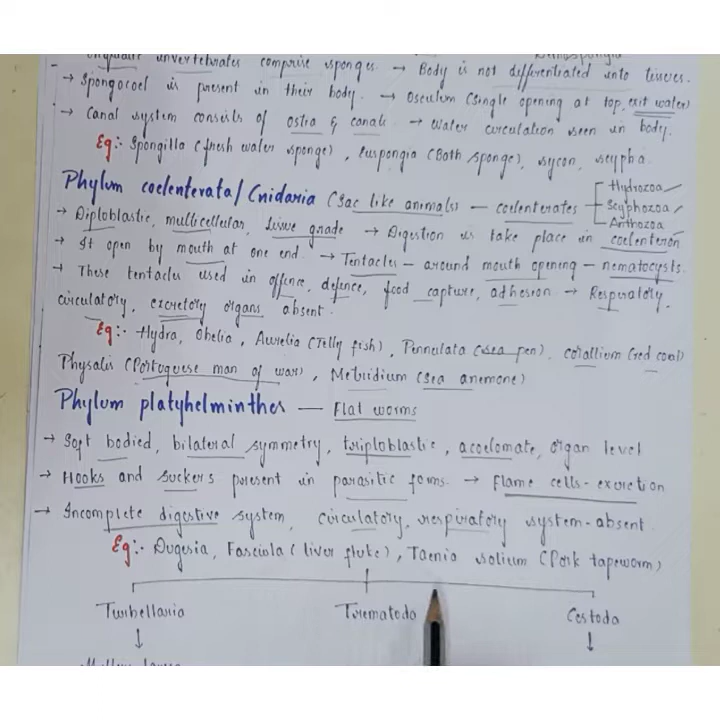 invertebrates comprise sponges. → Body is not differentiated into tissues.
→ Spongocoel is present in their body. → Osculum (single opening at top, exit water)
→ Canal system consists of ostia & canals → Water circulation seen in body.
Eg:- Spongilla (fresh water sponge), Euspongia (Bath sponge), sycon, scypha.
Phylum coelenterata/Cnidaria (Sac like animals) — coelenterates
Hydrozoa
Scyphozoa
Anthozoa
→ Diploblastic, multicellular, tissue grade → Digestion is take place in coelenteron
→ It open by mouth at one end. → Tentacles - around mouth opening - nematocysts.
→ These tentacles used in offence, defence, food capture, adhesion → Respiratory,
circulatory, excretory organs absent.
Eg:- Hydra, Obelia, Aurelia (Jelly fish), Pennulata (sea pen), corallium (red coral)
Physalis (Portuguese man of war), Metridium (Sea anemone)
Phylum platyhelminthes — Flat worms
→ Soft bodied, bilateral symmetry, triploblastic, acoelomate, organ level
→ Hooks and suckers present in parasitic forms. → Flame cells - excretion
→ Incomplete digestive system, circulatory, respiratory system - absent.
Eg:- Dugesia, Fasciola (liver fluke), Taenia solium (Pork tapeworm)
Turbellaria Trematoda Cestoda